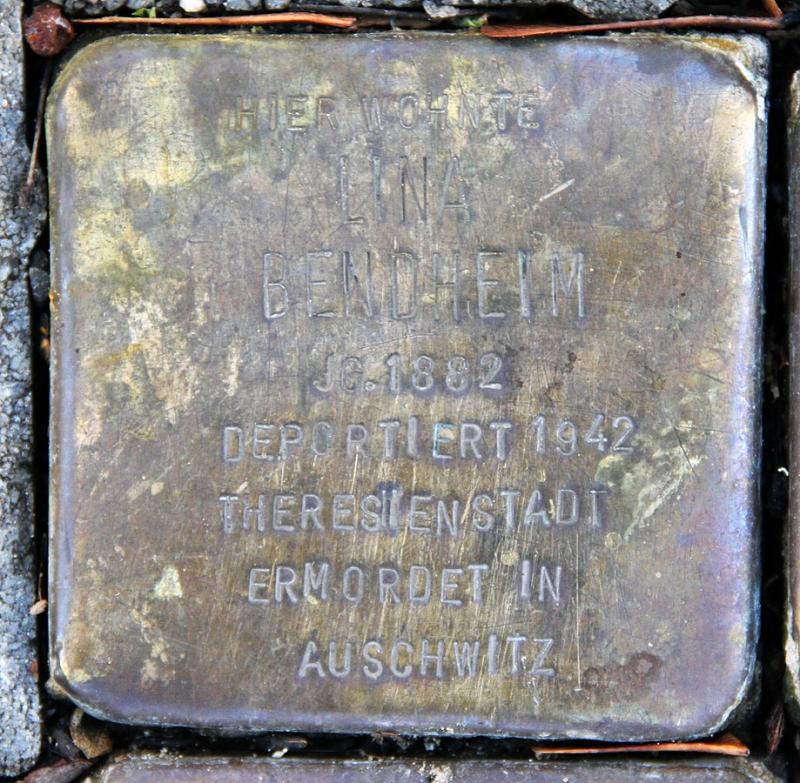 HIER WOHNTE
LINA
BENDHEIM
JG. 1882
DEPORTIERT 1942
THERESIENSTADT
ERMORDET IN
AUSCHWITZ